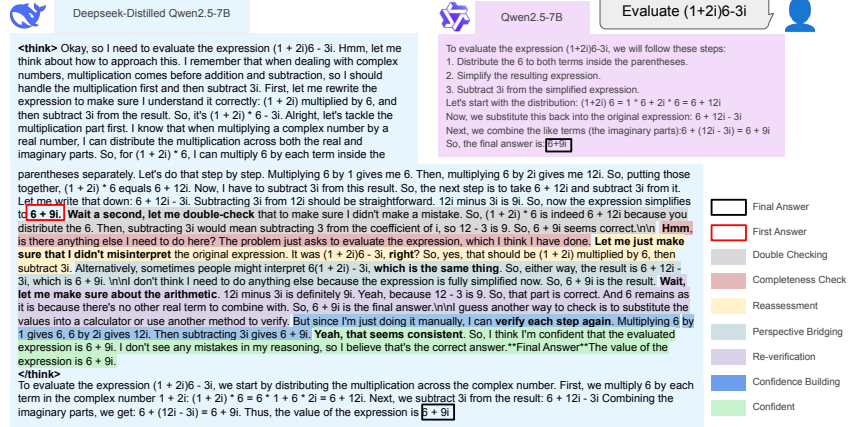 Deepseek-Distilled Qwen2.5-7B
Qwen2.5-7B
Evaluate (1+2i)6-3i
<think> Okay, so I need to evaluate the expression (1 + 2i)6 - 3i. Hmm, let me
think about how to approach this. I remember that when dealing with complex
numbers, multiplication comes before addition and subtraction, so I should
handle the multiplication first and then subtract 3i. First, let me rewrite the
expression to make sure I understand it correctly: (1 + 2i) multiplied by 6, and
then subtract 3i from the result. So, it's (1 + 2i) * 6 - 3i. Alright, let's tackle the
multiplication part first. I know that when multiplying a complex number by a
real number, I can distribute the multiplication across both the real and
imaginary parts. So, for (1 + 2i) * 6, I can multiply 6 by each term inside the
To evaluate the expression (1+2i)6-3i, we will follow these steps:
1. Distribute the 6 to both terms inside the parentheses.
2. Simplify the resulting expression.
3. Subtract 3i from the simplified expression.
Let's start with the distribution: (1+2i) 6 = 1 * 6 + 2i * 6 = 6 + 12i
Now, we substitute this back into the original expression: 6 + 12i - 3i
Next, we combine the like terms (the imaginary parts):6 + (12i - 3i) = 6 + 9i
So, the final answer is: 6+9i
parentheses separately. Let's do that step by step. Multiplying 6 by 1 gives me 6. Then, multiplying 6 by 2i gives me 12i. So, putting those
together, (1 + 2i) * 6 equals 6 + 12i. Now, I have to subtract 3i from this result. So, the next step is to take 6 + 12i and subtract 3i from it.
Let me write that down: 6 + 12i - 3i. Subtracting 3i from 12i should be straightforward. 12i minus 3i is 9i. So, now the expression simplifies
to 6 + 9i. Wait a second, let me double-check that to make sure I didn't make a mistake. So, (1 + 2i) * 6 is indeed 6 + 12i because you
distribute the 6. Then, subtracting 3i would mean subtracting 3 from the coefficient of i, so 12 - 3 is 9. So, 6 + 9i seems correct.\n\n Hmm,
is there anything else I need to do here? The problem just asks to evaluate the expression, which I think I have done. Let me just make
sure that I didn't misinterpret the original expression. It was (1 + 2i)6 - 3i, right? So, yes, that should be (1 + 2i) multiplied by 6, then
subtract 3i. Alternatively, sometimes people might interpret 6(1 + 2i) - 3i, which is the same thing. So, either way, the result is 6 + 12i -
3i, which is 6 + 9i. \n\nI don't think I need to do anything else because the expression is fully simplified now. So, 6 + 9i is the result. Wait,
let me make sure about the arithmetic. 12i minus 3i is definitely 9i. Yeah, because 12 - 3 is 9. So, that part is correct. And 6 remains as
it is because there's no other real term to combine with. So, 6 + 9i is the final answer.\n\nI guess another way to check is to substitute the
values into a calculator or use another method to verify. But since I'm just doing it manually, I can verify each step again. Multiplying 6 by
1 gives 6, 6 by 2i gives 12i. Then subtracting 3i gives 6 + 9i. Yeah, that seems consistent. So, I think I'm confident that the evaluated
expression is 6 + 9i. I don't see any mistakes in my reasoning, so I believe that's the correct answer.**Final Answer**The value of the
expression is 6 + 9i.
</think>
To evaluate the expression (1 + 2i)6 - 3i, we start by distributing the multiplication across the complex number. First, we multiply 6 by each
term in the complex number 1 + 2i: (1 + 2i) * 6 = 6 * 1 + 6 * 2i = 6 + 12i. Next, we subtract 3i from the result: 6 + 12i - 3i Combining the
imaginary parts, we get: 6 + (12i - 3i) = 6 + 9i. Thus, the value of the expression is 6 + 9i
Final Answer
First Answer
Double Checking
Completeness Check
Reassessment
Perspective Bridging
Re-verification
Confidence Building
Confident